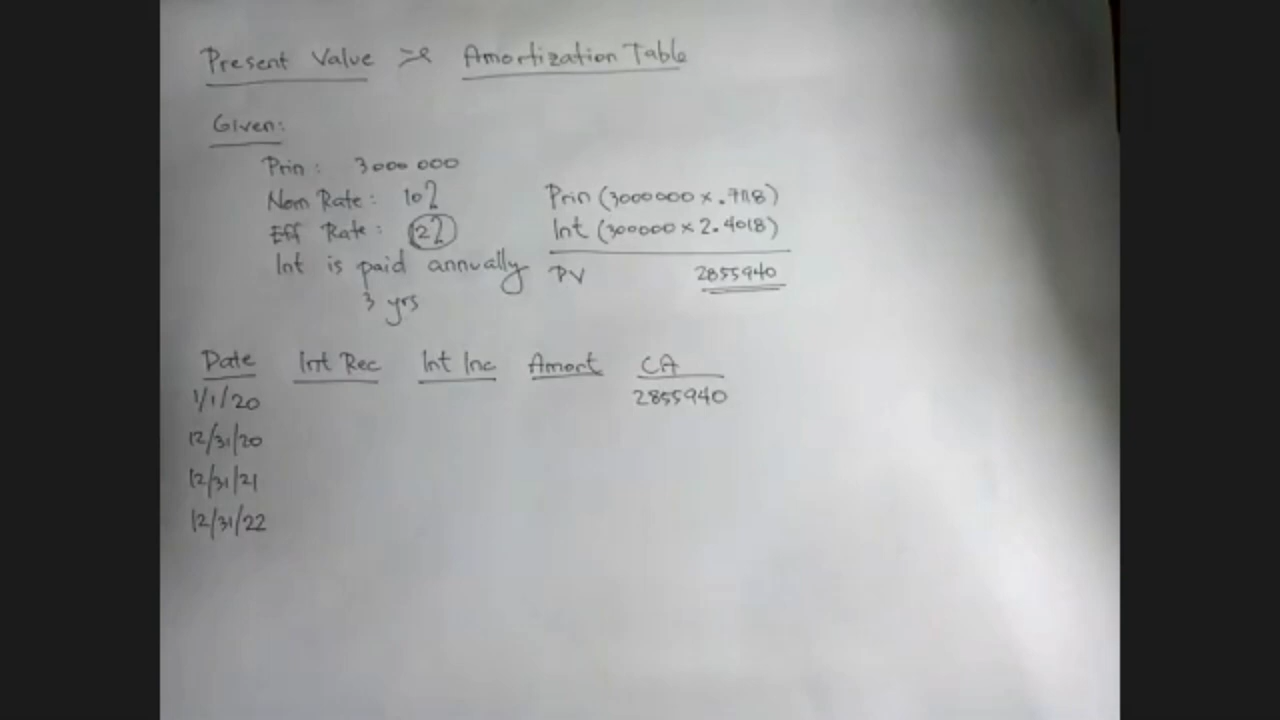 Present Value & Amortization Table
Given:
Prin: 3000 000
Nom Rate: 10%
Eff Rate: 12%
Int is paid annually
3 yrs
Prin (3000000 x .7118)
Int (300000 x 2.4018)
PV 2855940
Date Int Rec Int Inc Amort CA
1/1/20 2855940
12/31/20
12/31/21
12/31/22